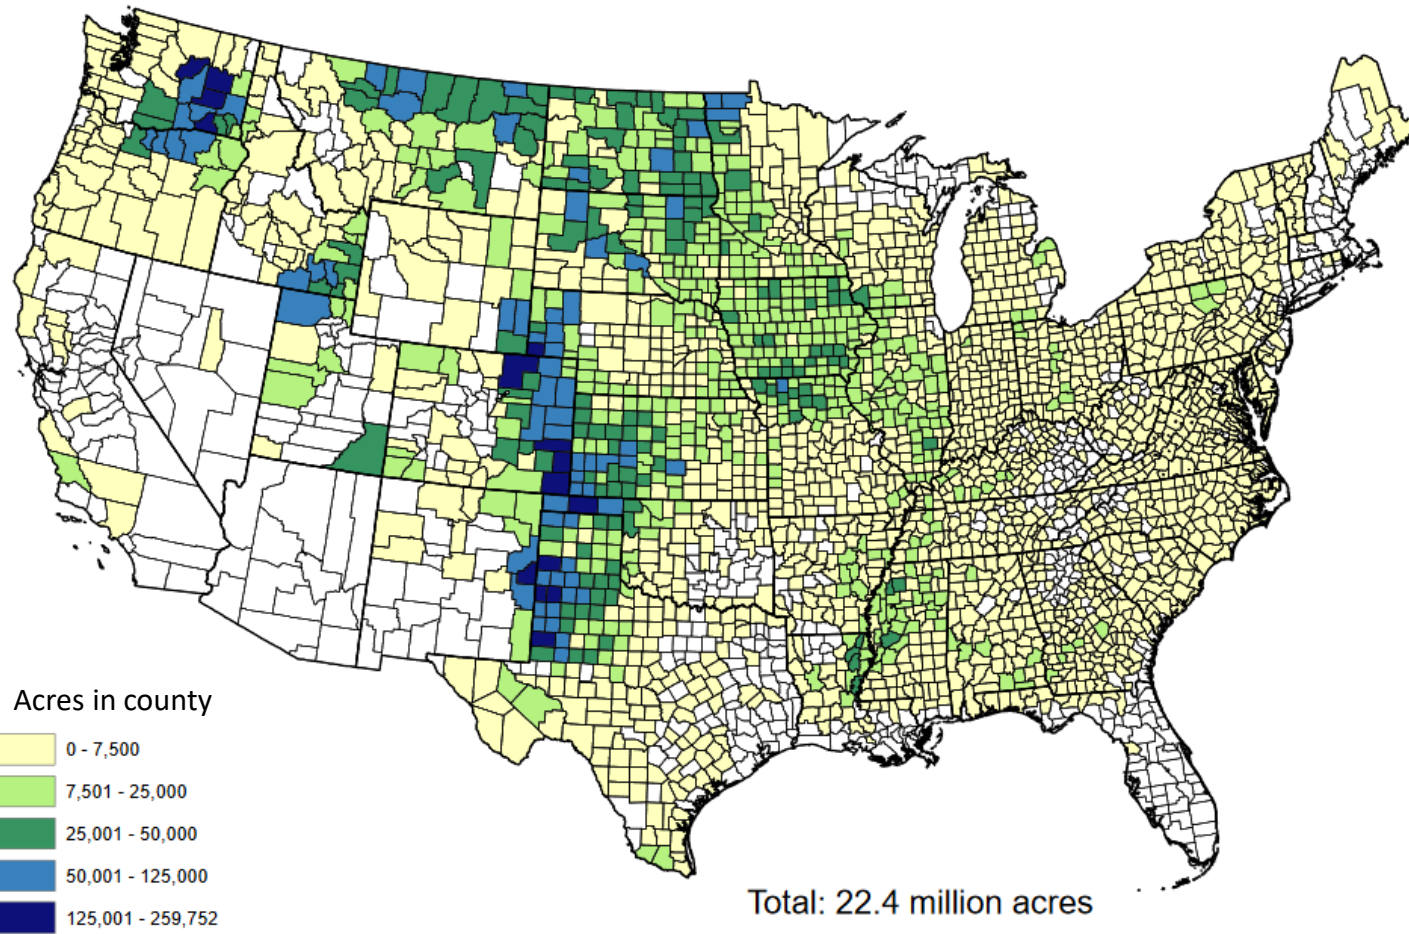 Acres in county
0 - 7,500
7,501 - 25,000
25,001 - 50,000
50,001 - 125,000
125,001 - 259,752
Total: 22.4 million acres